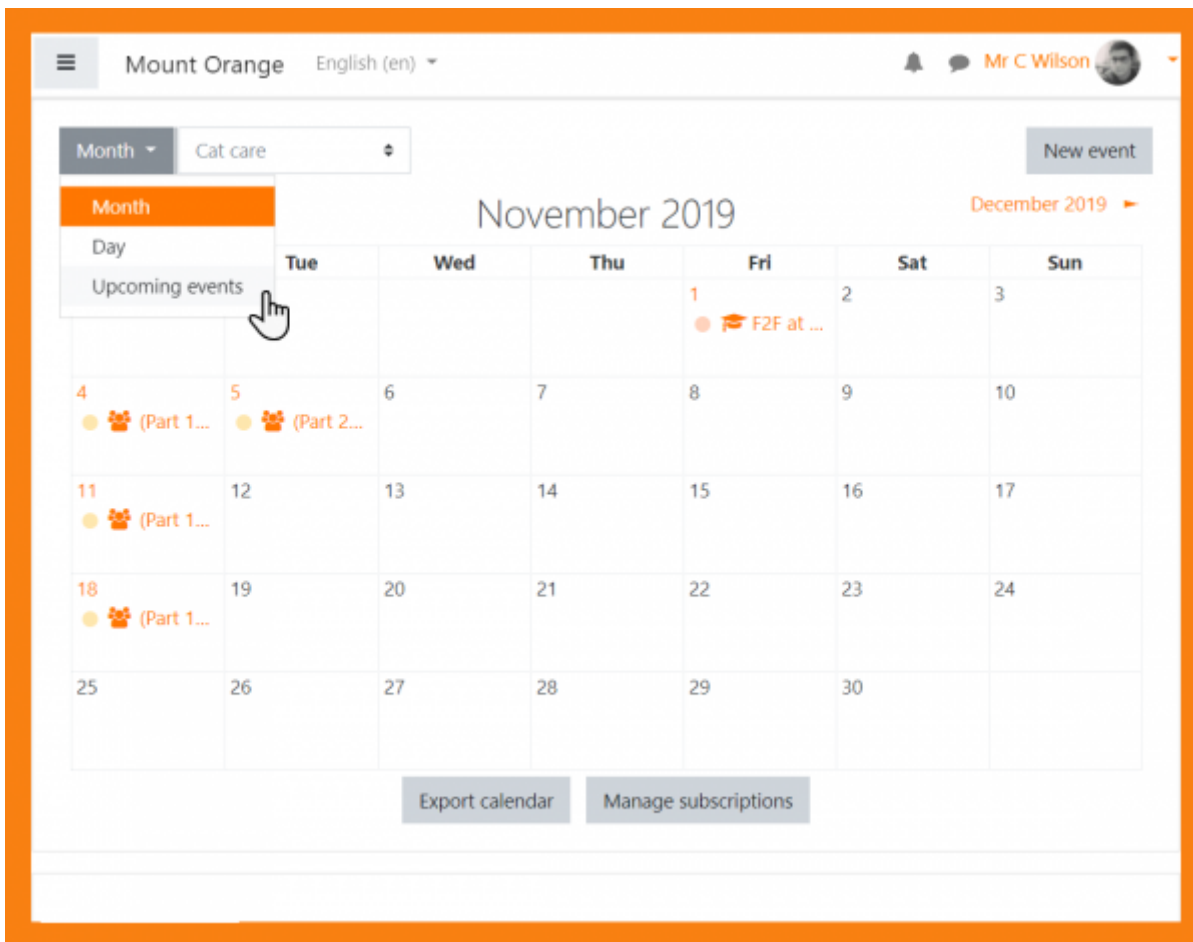 Mount Orange English (en) Mr C Wilson
Month Cat care New event
Month
Day
Upcoming events
November 2019 December 2019
Tue Wed Thu Fri Sat Sun
1 2 3
F2F at ...
4 5 6 7 8 9 10
(Part 1... (Part 2...
11 12 13 14 15 16 17
(Part 1...
18 19 20 21 22 23 24
(Part 1...
25 26 27 28 29 30
Export calendar Manage subscriptions